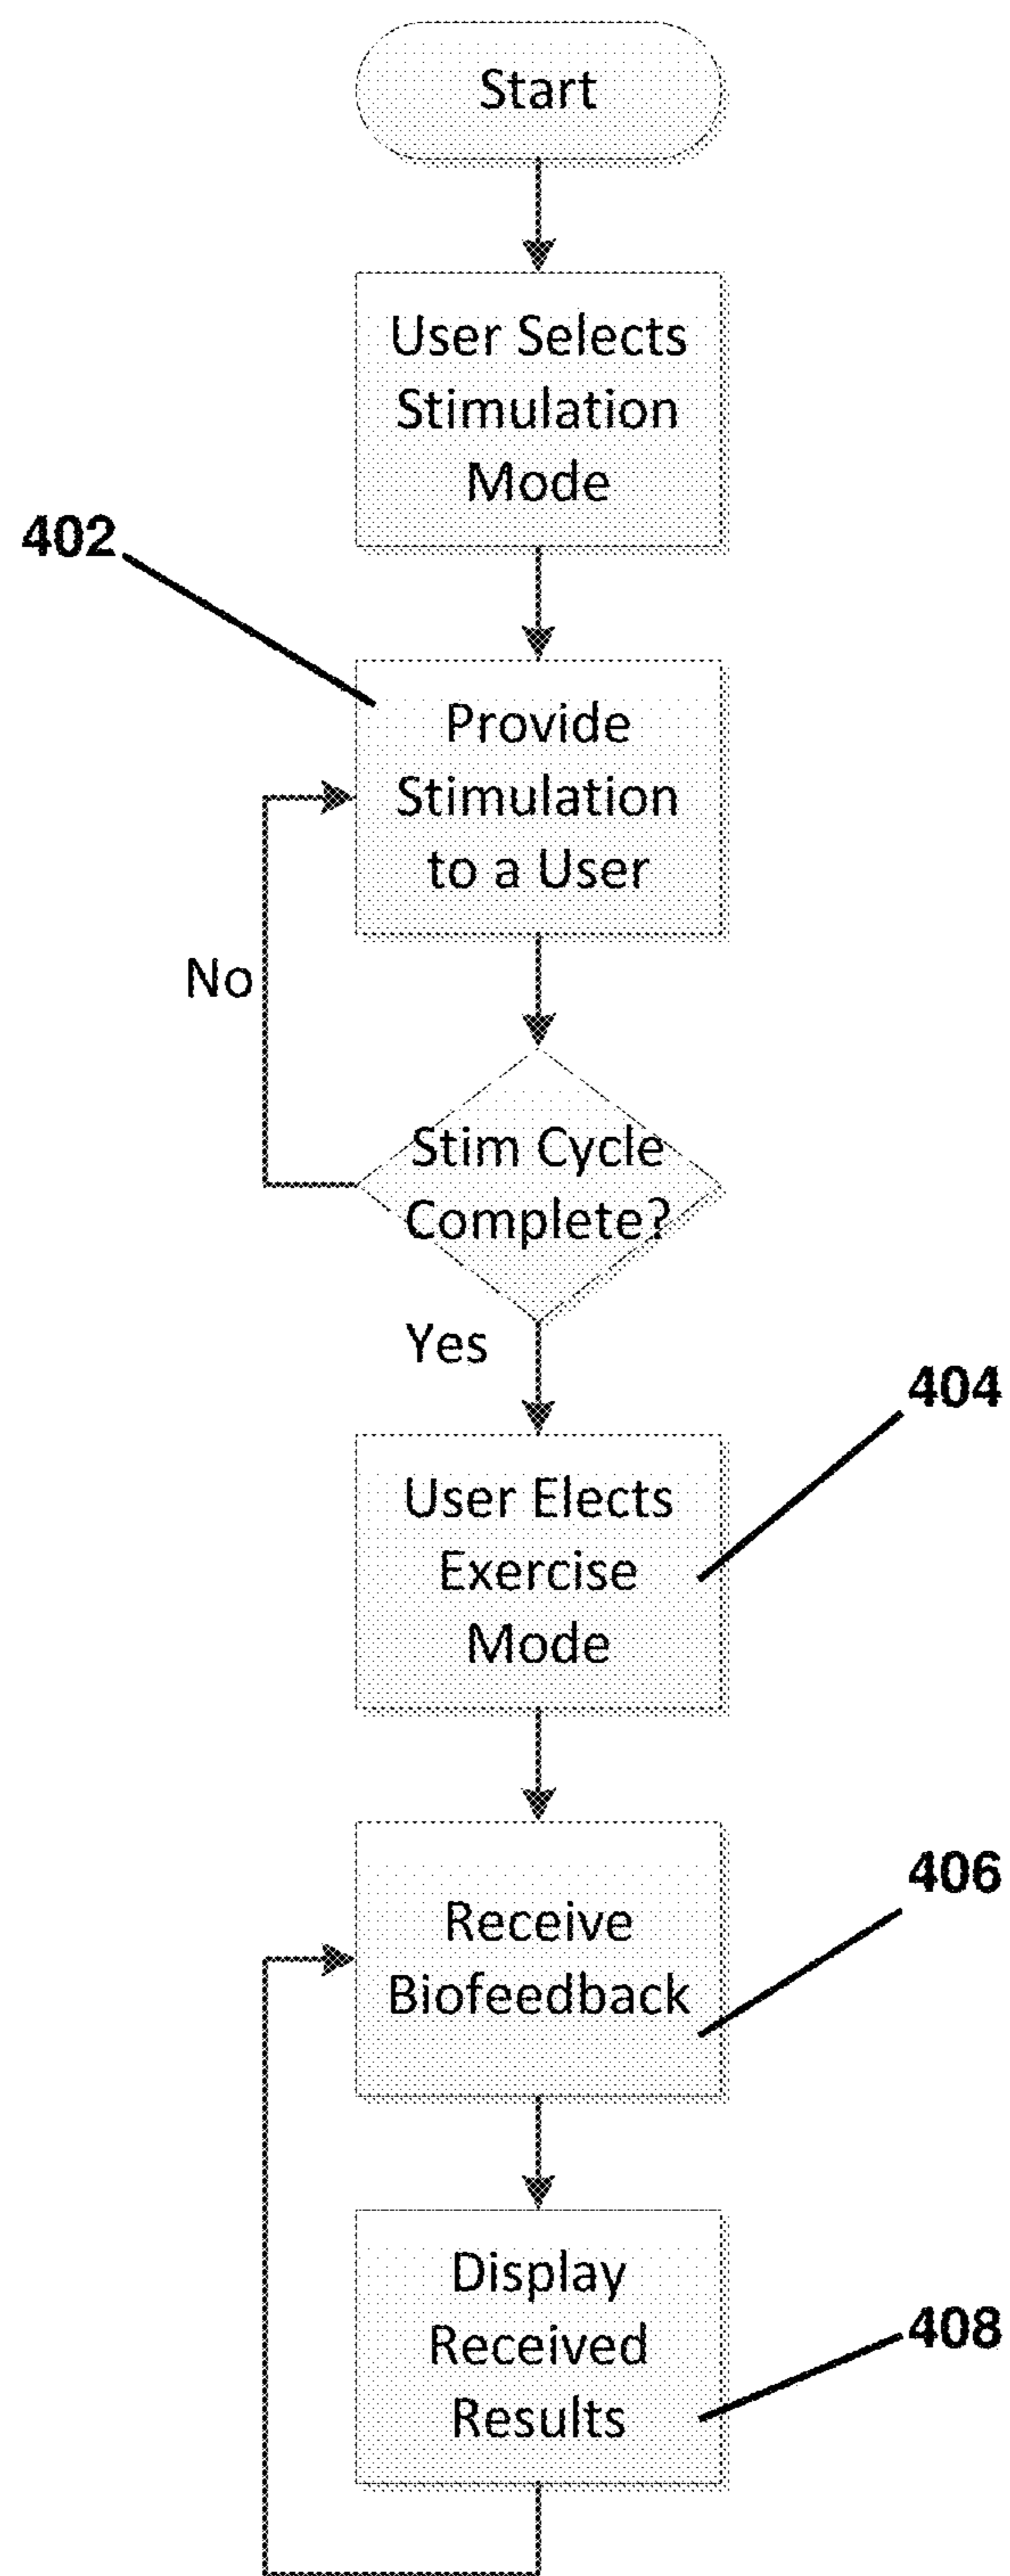 Start
User Selects
Stimulation
Mode
402
Provide
Stimulation
to a User
No
Stim Cycle
Complete?
Yes
404
User Elects
Exercise
Mode
406
Receive
Biofeedback
Display
Received
Results
408